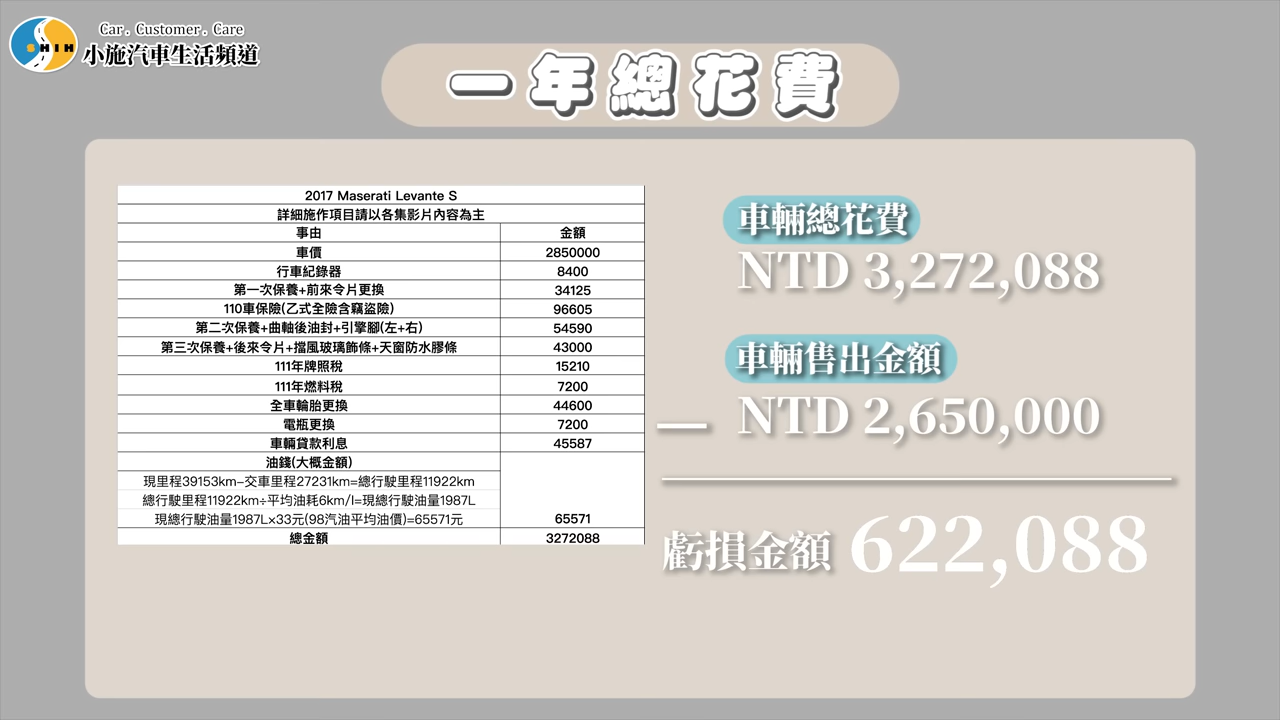 Car . Customer . Care
SHIH
小施汽車生活頻道
一年總花費
2017 Maserati Levante S
詳細施作項目請以各集影片內容為主
事由 金額
車價 2850000
行車紀錄器 8400
第一次保養+前來令片更換 34125
110車保險(乙式全險含竊盜險) 96605
第二次保養+曲軸後油封+引擎腳(左+右) 54590
第三次保養+後來令片+擋風玻璃飾條+天窗防水膠條 43000
111年牌照稅 15210
111年燃料稅 7200
全車輪胎更換 44600
電瓶更換 7200
車輛貸款利息 45587
油錢(大概金額)
現里程39153km-交車里程27231km=總行駛里程11922km
總行駛里程11922km÷平均油耗6km/l=現總行駛油量1987L
現總行駛油量1987L×33元(98汽油平均油價)=65571元 65571
總金額 3272088
車輛總花費
NTD 3,272,088
車輛售出金額
— NTD 2,650,000
虧損金額 622,088